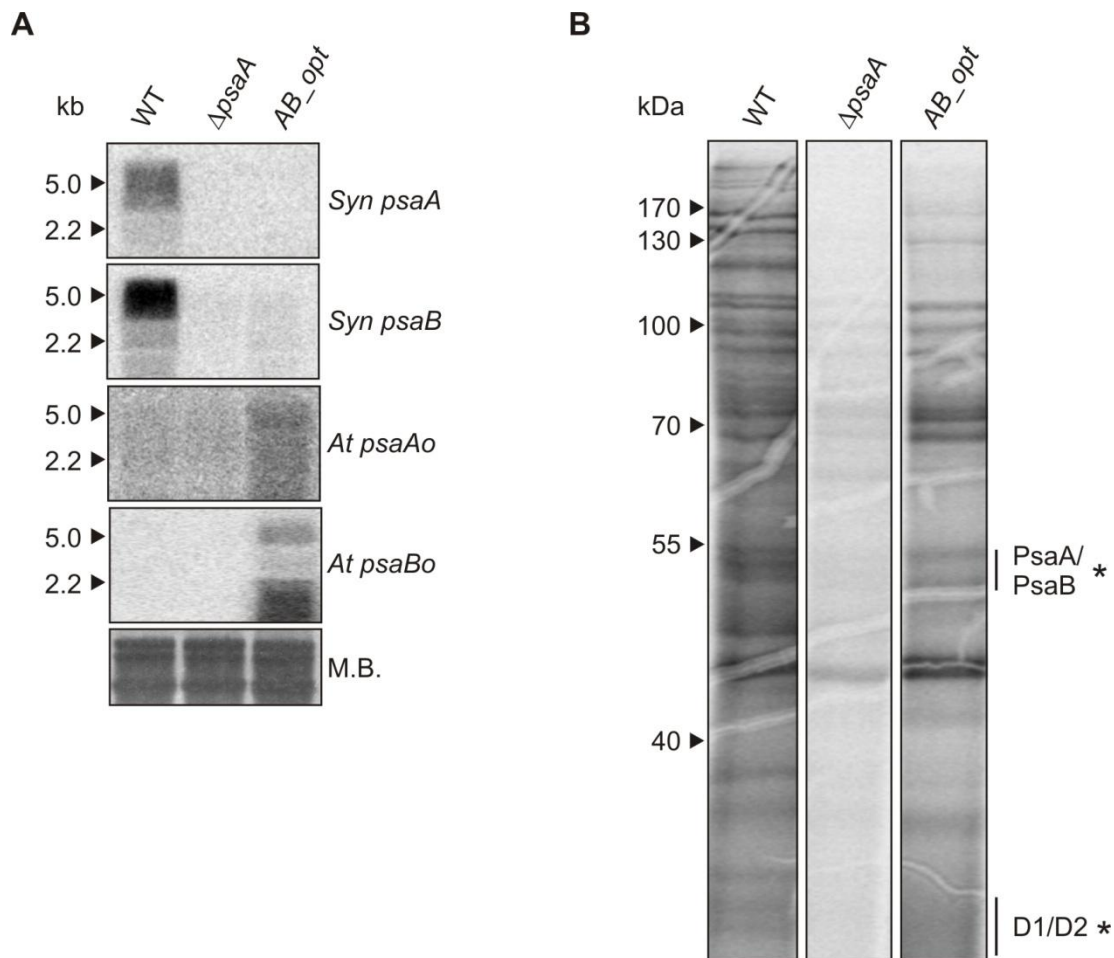 A
kb
WT
ΔpsaA
AB_opt
5.0
2.2
Syn psaA
5.0
2.2
Syn psaB
5.0
2.2
At psaAo
5.0
2.2
At psaBo
M.B.
B
kDa
WT
ΔpsaA
AB_opt
170
130
100
70
55
40
PsaA/
PsaB *
D1/D2 *